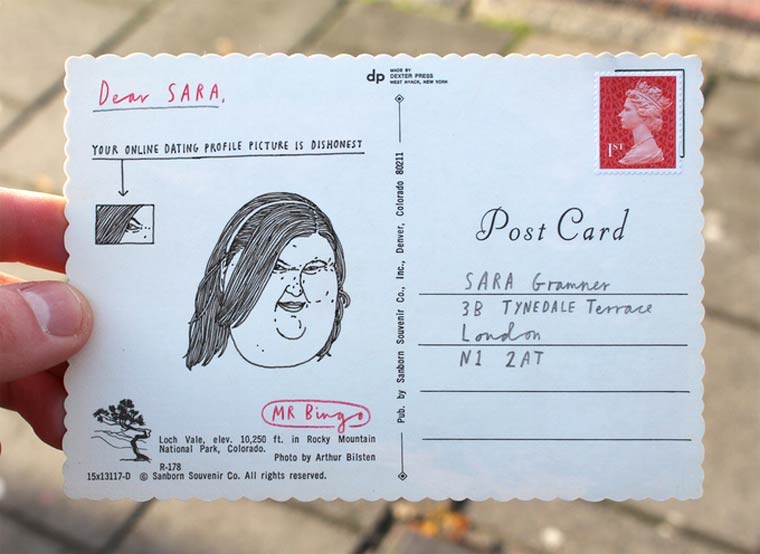 Dear SARA,
YOUR ONLINE DATING PROFILE PICTURE IS DISHONEST
MR Bingo
Loch Vale, elev. 10,250 ft. in Rocky Mountain
National Park, Colorado.
Photo by Arthur Bilsten
R-178
15x13117-D © Sanborn Souvenir Co. All rights reserved.
dp
MADE BY
DEXTER PRESS
WEST NYACK, NEW YORK
Pub. by Sanborn Souvenir Co., Inc., Denver, Colorado 80211
1ST
Post Card
SARA Gramner
3B TYNEDALE Terrace
London
N1 2AT